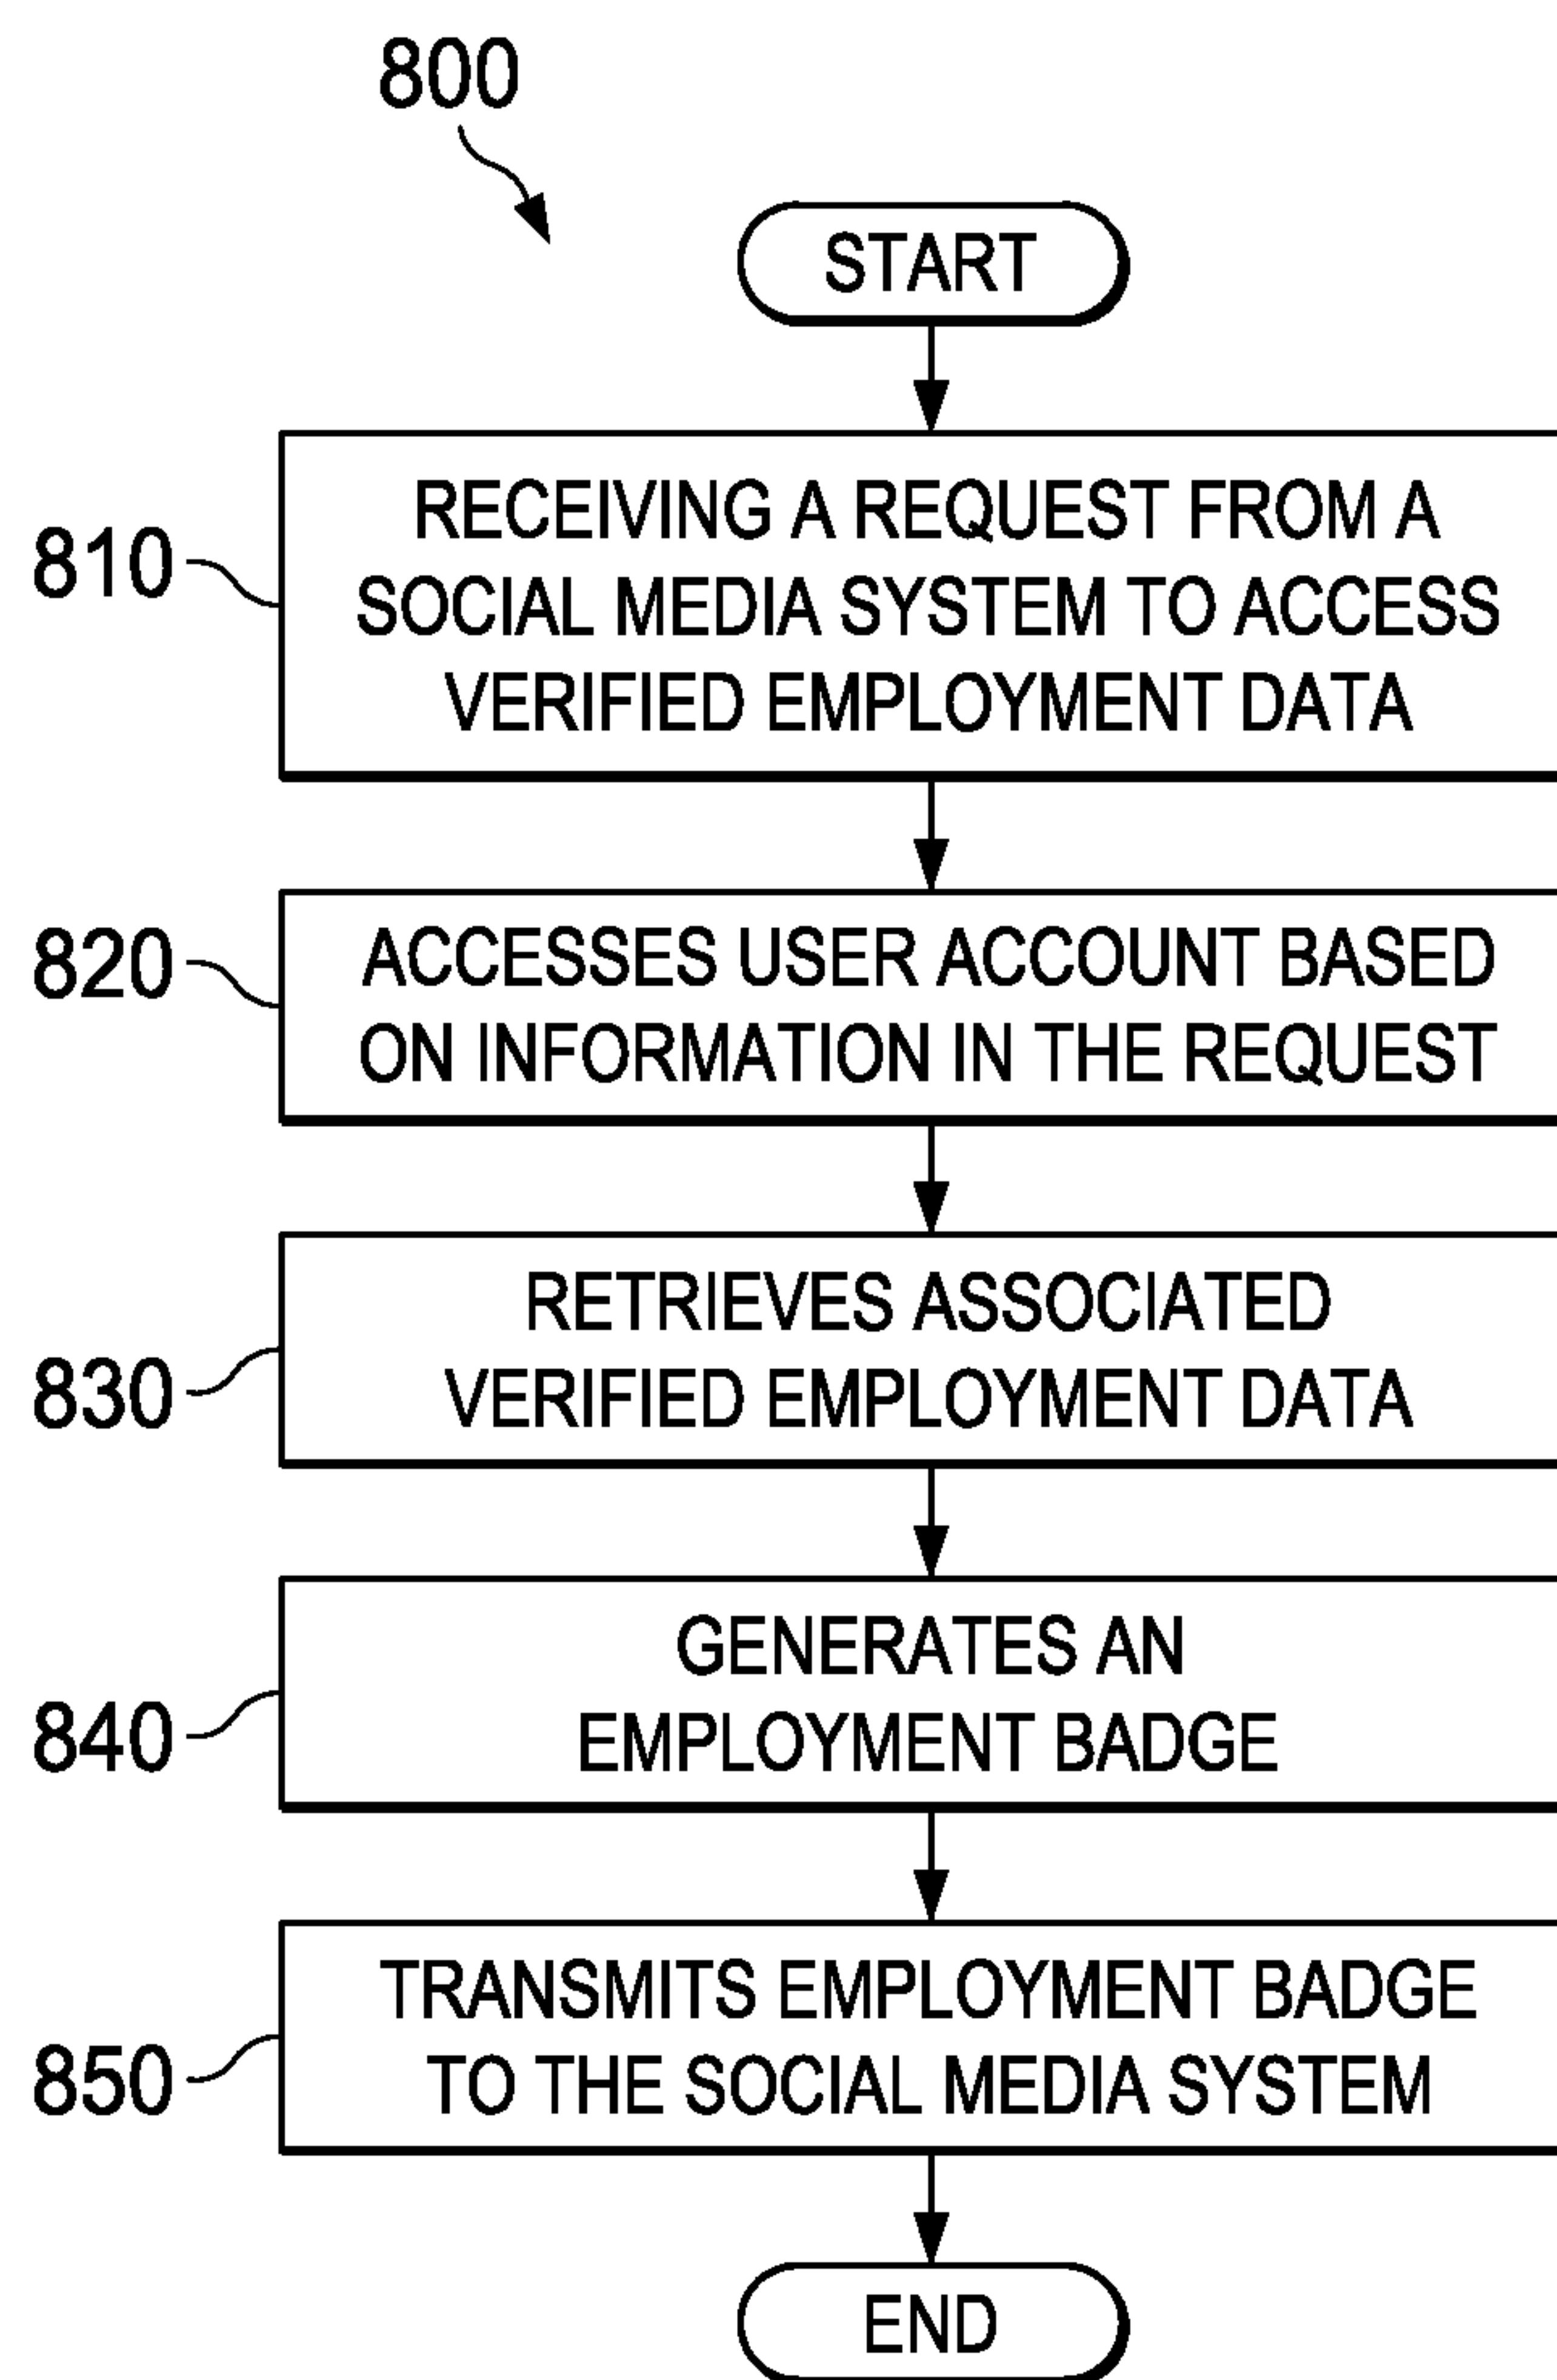 800
START
810
RECEIVING A REQUEST FROM A
SOCIAL MEDIA SYSTEM TO ACCESS
VERIFIED EMPLOYMENT DATA
820
ACCESSES USER ACCOUNT BASED
ON INFORMATION IN THE REQUEST
830
RETRIEVES ASSOCIATED
VERIFIED EMPLOYMENT DATA
840
GENERATES AN
EMPLOYMENT BADGE
850
TRANSMITS EMPLOYMENT BADGE
TO THE SOCIAL MEDIA SYSTEM
END